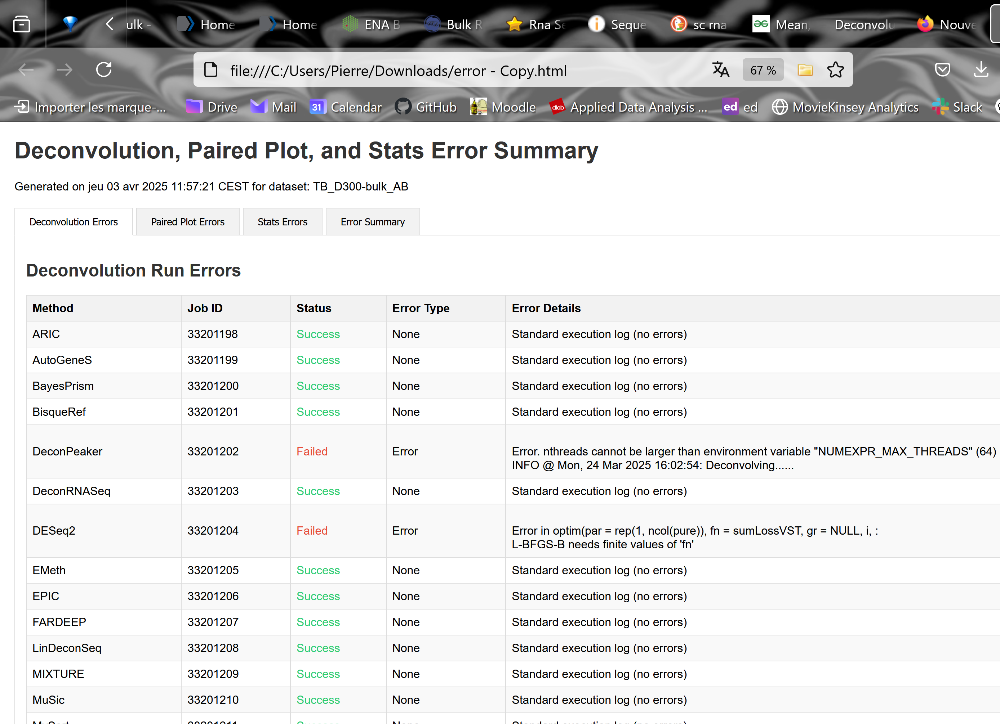 ulk -
Home
Home
ENA B
Bulk R
Rna Se
Seque
sc rna
Mean,
Deconvolu
Nouve
file:///C:/Users/Pierre/Downloads/error - Copy.html
67 %
Importer les marque-...
Drive
31
Mail
Calendar
GitHub
Moodle
dlab
Applied Data Analysis ...
ed
ed
MovieKinsey Analytics
Slack
Deconvolution, Paired Plot, and Stats Error Summary
Generated on jeu 03 avr 2025 11:57:21 CEST for dataset: TB_D300-bulk_AB
Deconvolution Errors
Paired Plot Errors
Stats Errors
Error Summary
Deconvolution Run Errors
Method Job ID Status Error Type Error Details
ARIC 33201198 Success None Standard execution log (no errors)
AutoGeneS 33201199 Success None Standard execution log (no errors)
BayesPrism 33201200 Success None Standard execution log (no errors)
BisqueRef 33201201 Success None Standard execution log (no errors)
DeconPeaker 33201202 Failed Error Error. nthreads cannot be larger than environment variable "NUMEXPR_MAX_THREADS" (64)
INFO @ Mon, 24 Mar 2025 16:02:54: Deconvolving......
DeconRNASeq 33201203 Success None Standard execution log (no errors)
DESeq2 33201204 Failed Error Error in optim(par = rep(1, ncol(pure)), fn = sumLossVST, gr = NULL, i, :
L-BFGS-B needs finite values of 'fn'
EMeth 33201205 Success None Standard execution log (no errors)
EPIC 33201206 Success None Standard execution log (no errors)
FARDEEP 33201207 Success None Standard execution log (no errors)
LinDeconSeq 33201208 Success None Standard execution log (no errors)
MIXTURE 33201209 Success None Standard execution log (no errors)
MuSic 33201210 Success None Standard execution log (no errors)